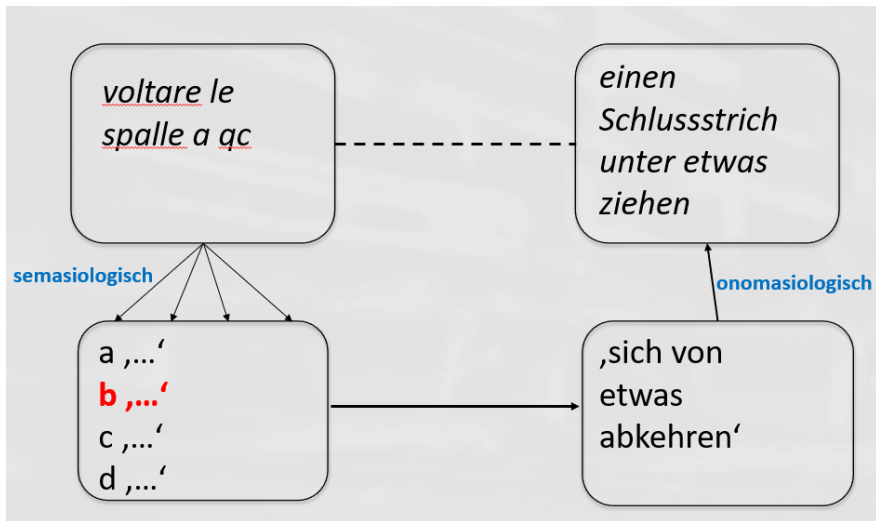 voltare le
spalle a qc
einen
Schlussstrich
unter etwas
ziehen
semasiologisch
onomasiologisch
a ‚...‘
b ‚...‘
c ‚...‘
d ‚...‘
‚sich von
etwas
abkehren‘